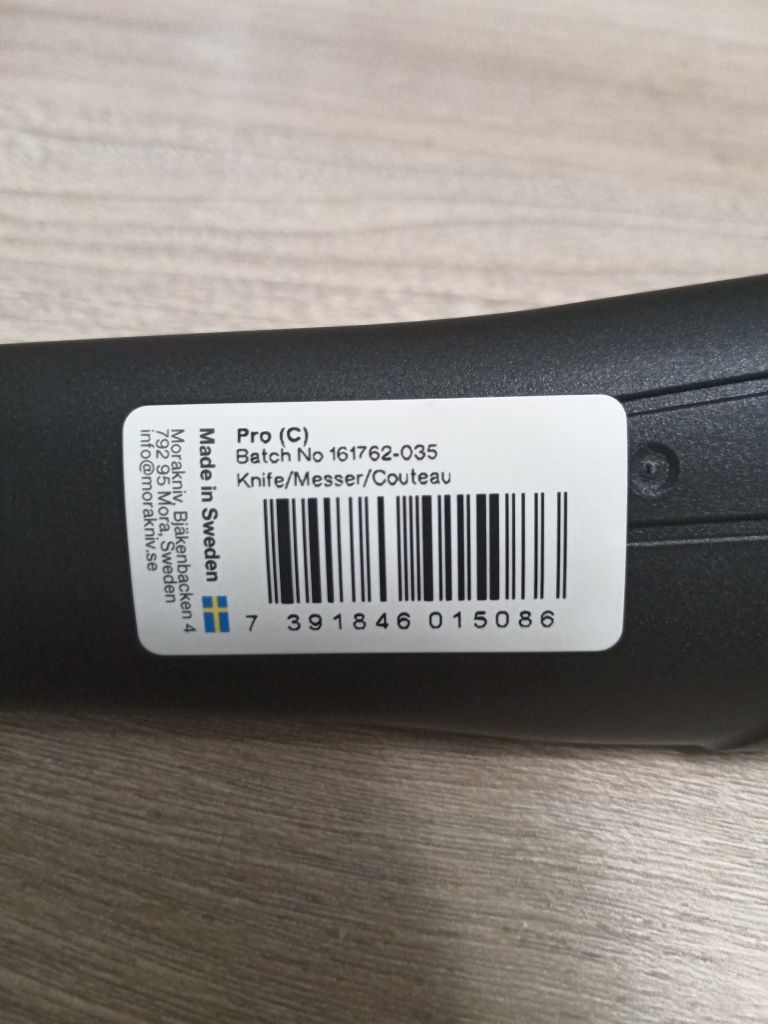 Pro (C)
Batch No 161762-035
Knife/Messer/Couteau
7 391846 015086
Made in Sweden
Morakniv, Bjäkenbacken 4
792 95 Mora, Sweden
info@morakniv.se